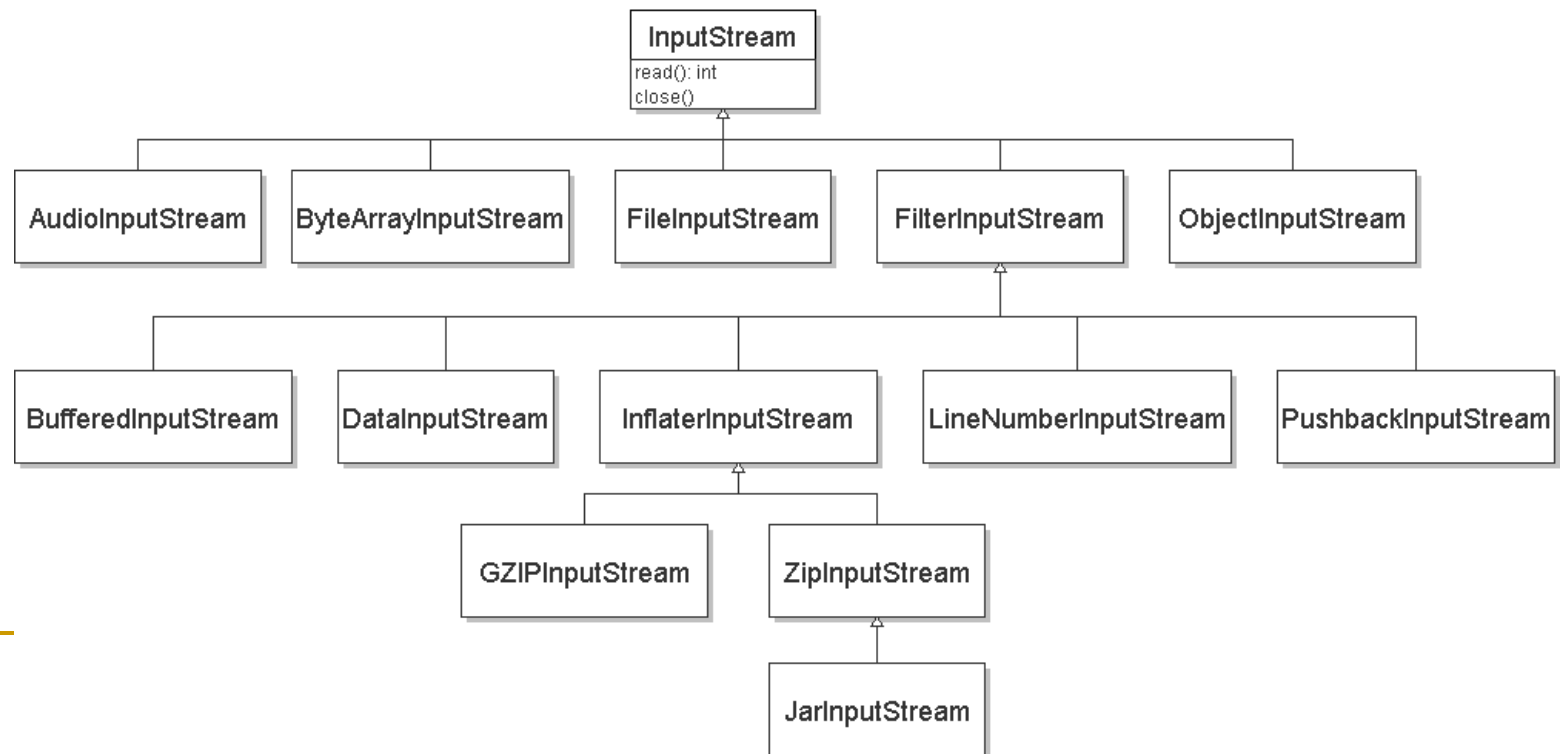 InputStream
read(): int
close()
AudioInputStream
ByteArrayInputStream
FileInputStream
FilterInputStream
ObjectInputStream
BufferedInputStream
DataInputStream
InflaterInputStream
LineNumberInputStream
PushbackInputStream
GZIPInputStream
ZipInputStream
JarInputStream